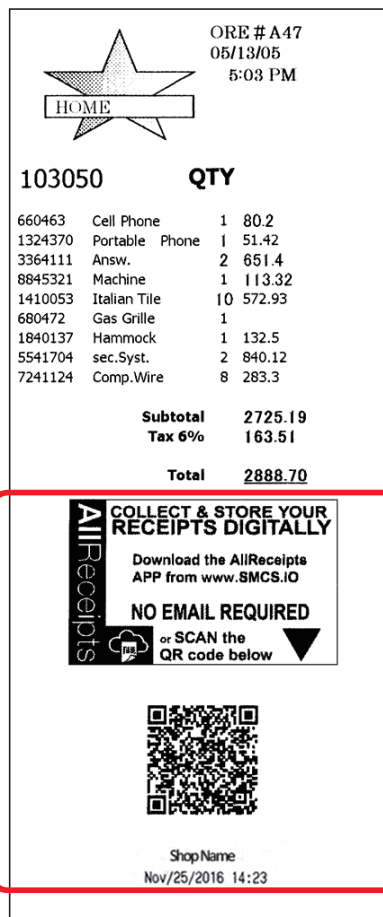 ORE # A47
05/13/05
5:03 PM
HOME
103050 QTY
660463 Cell Phone 1 80.2
1324370 Portable Phone 1 51.42
3364111 Answ. 2 651.4
8845321 Machine 1 113.32
1410053 Italian Tile 10 572.93
680472 Gas Grille 1
1840137 Hammock 1 132.5
5541704 sec.Syst. 2 840.12
7241124 Comp.Wire 8 283.3
Subtotal 2725.19
Tax 6% 163.51
Total 2888.70
AllReceipts
COLLECT & STORE YOUR
RECEIPTS DIGITALLY
Download the AllReceipts
APP from www.SMCS.IO
NO EMAIL REQUIRED
or SCAN the
QR code below
Shop Name
Nov/25/2016 14:23